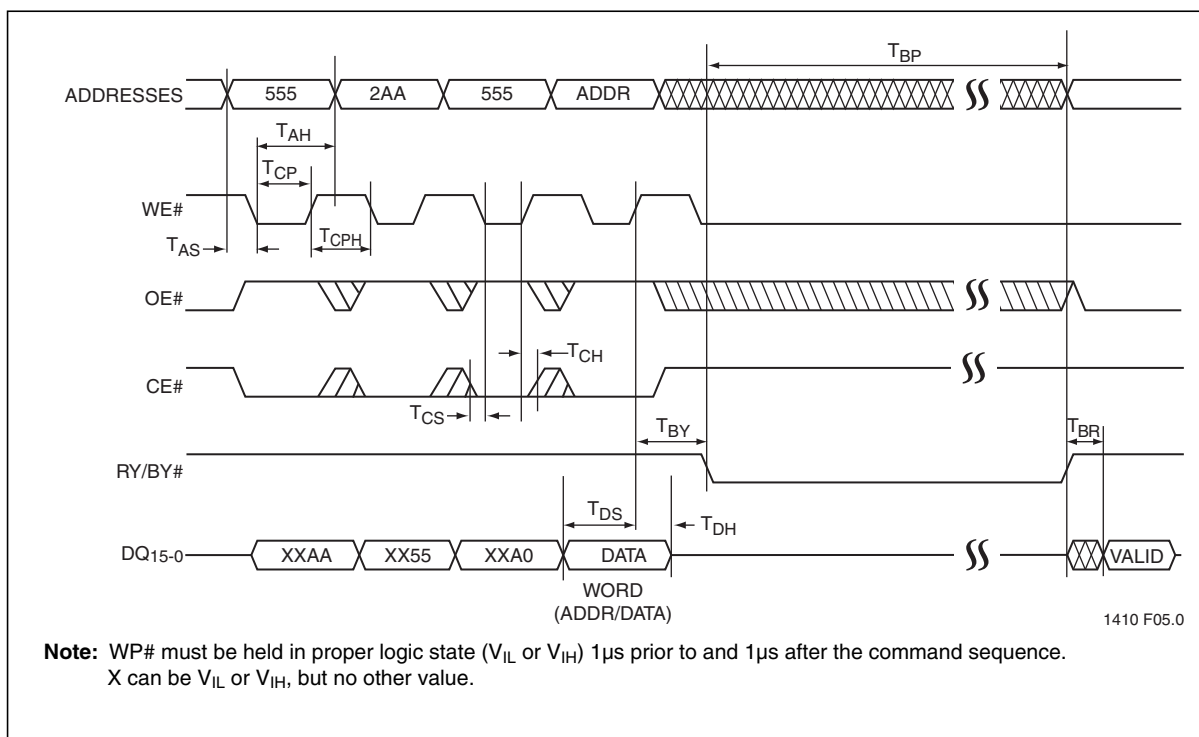 TBP
ADDRESSES 555 2AA 555 ADDR
TAH
TCP
WE#
TAS TCPH
OE#
TCH
CE#
TCS
TBY TBR
RY/BY#
TDS TDH
DQ15-0 XXAA XX55 XXA0 DATA VALID
WORD
(ADDR/DATA)
1410 F05.0
Note: WP# must be held in proper logic state (VIL or VIH) 1µs prior to and 1µs after the command sequence.
X can be VIL or VIH, but no other value.